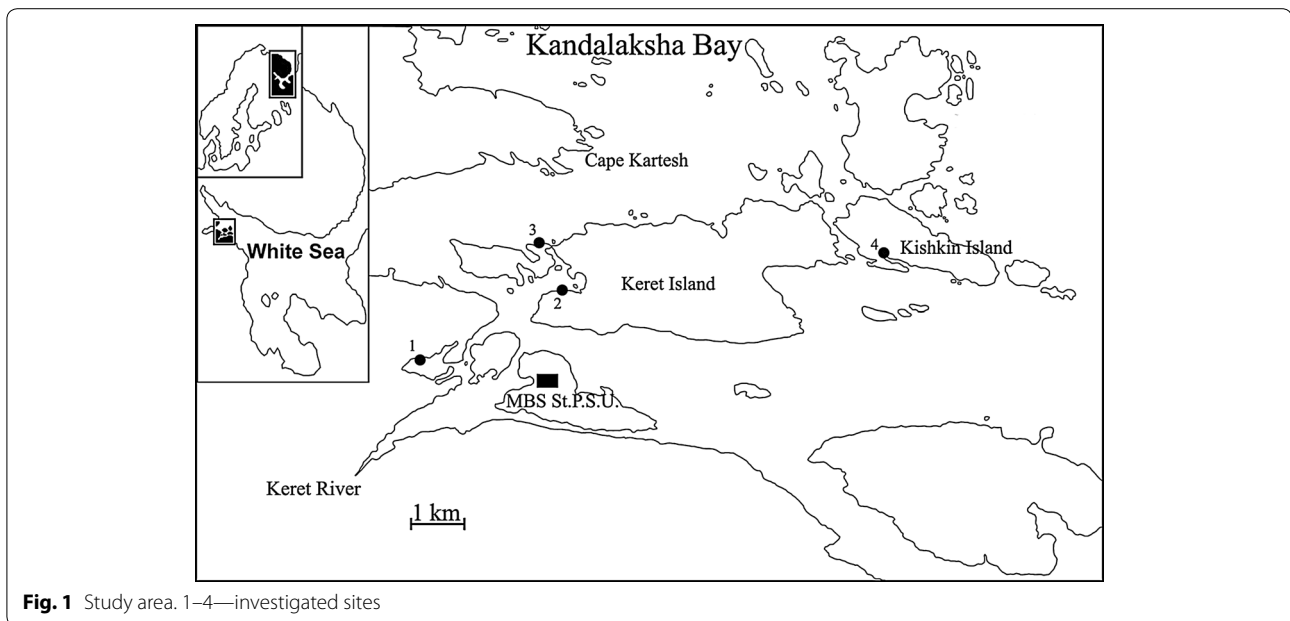 Kandalaksha Bay
Cape Kartesh
White Sea
3
4
Kishkin Island
Keret Island
2
1
MBS St.P.S.U.
Keret River
1 km
Fig. 1 Study area. 1–4—investigated sites